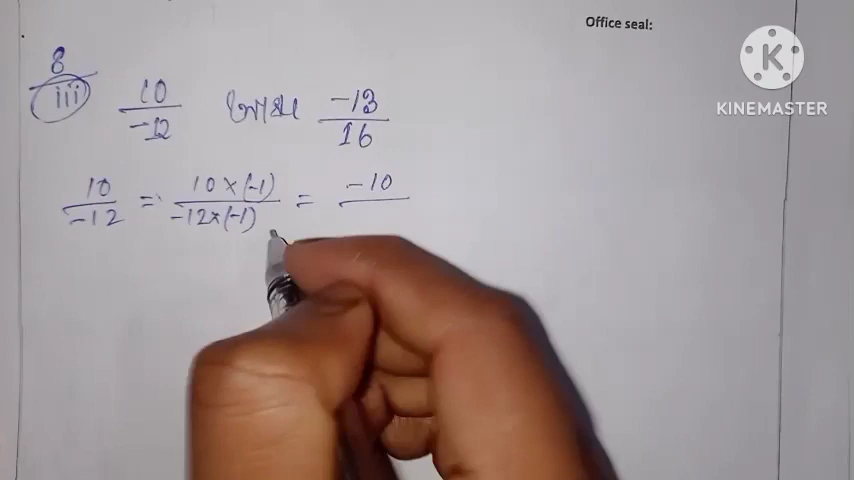 Office seal:
K
KINEMASTER
8
iii 10/-12 আৰু -13/16
10/-12 = 10×(-1)/-12×(-1) = -10/